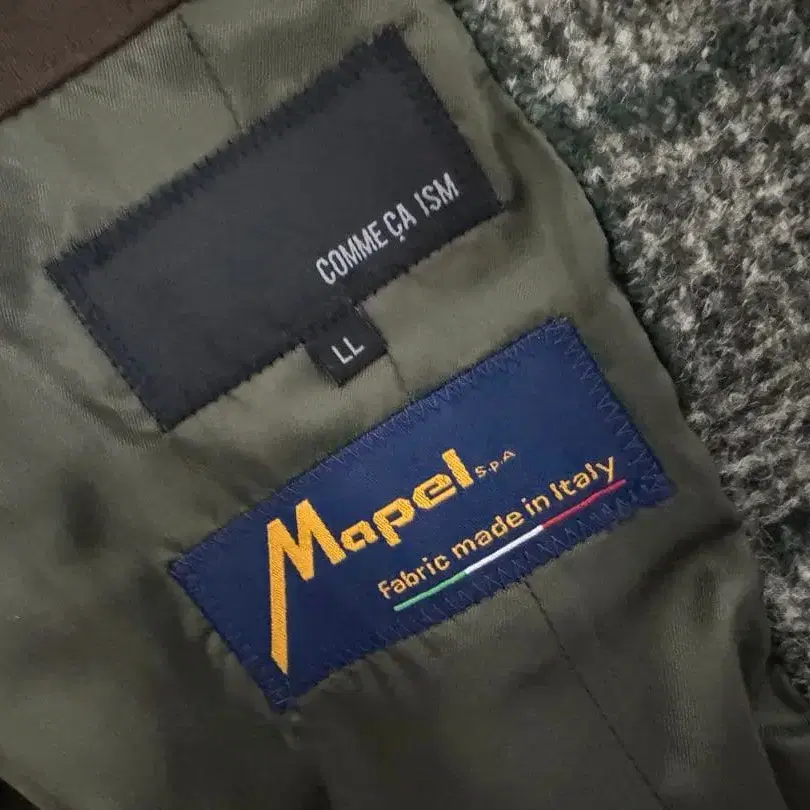 COMME ÇA ISM
LL
Mapel S.p.A
Fabric made in Italy